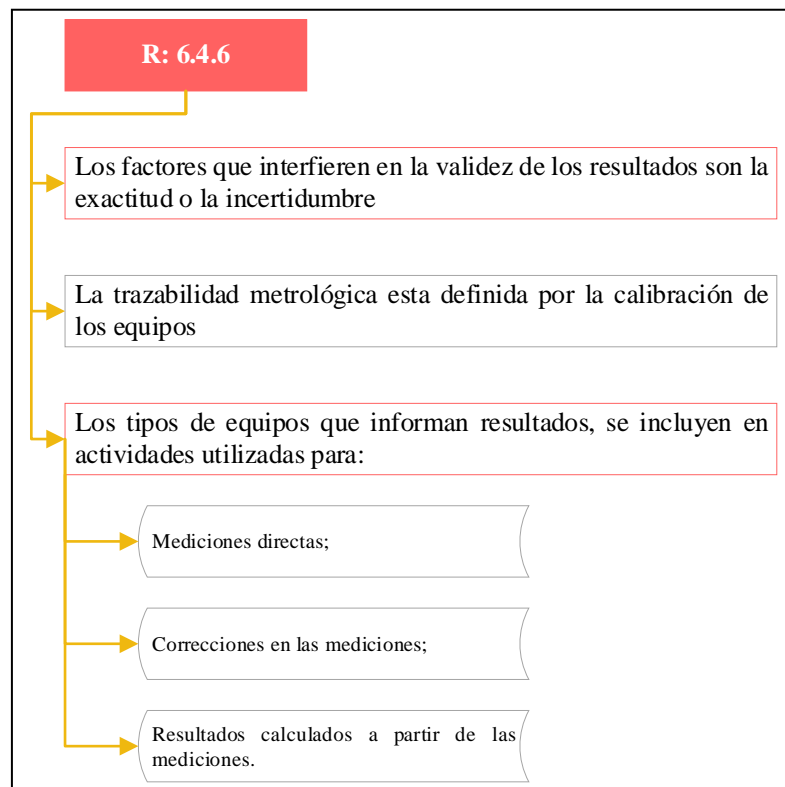 R: 6.4.6
Los factores que interfieren en la validez de los resultados son la
exactitud o la incertidumbre
La trazabilidad metrológica esta definida por la calibración de
los equipos
Los tipos de equipos que informan resultados, se incluyen en
actividades utilizadas para:
Mediciones directas;
Correcciones en las mediciones;
Resultados calculados a partir de las
mediciones.